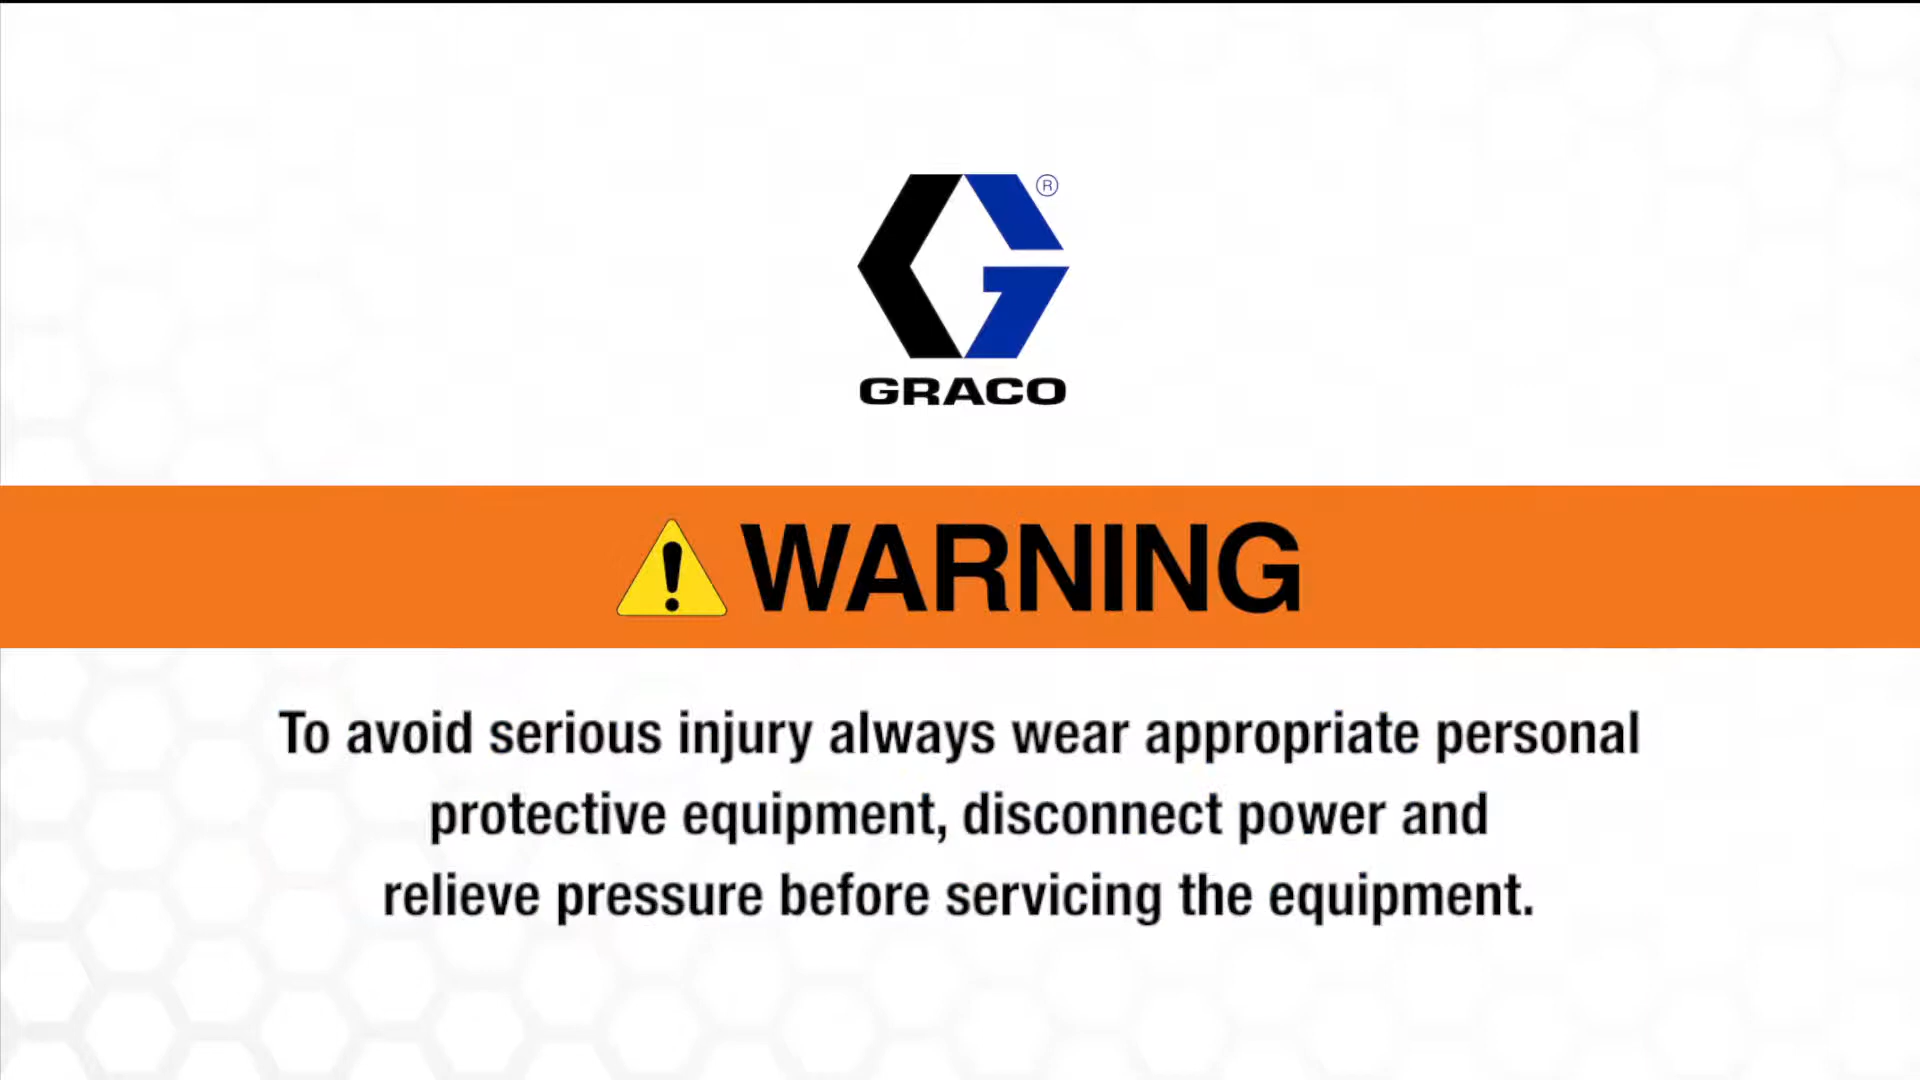 ®
GRACO
WARNING
To avoid serious injury always wear appropriate personal
protective equipment, disconnect power and
relieve pressure before servicing the equipment.